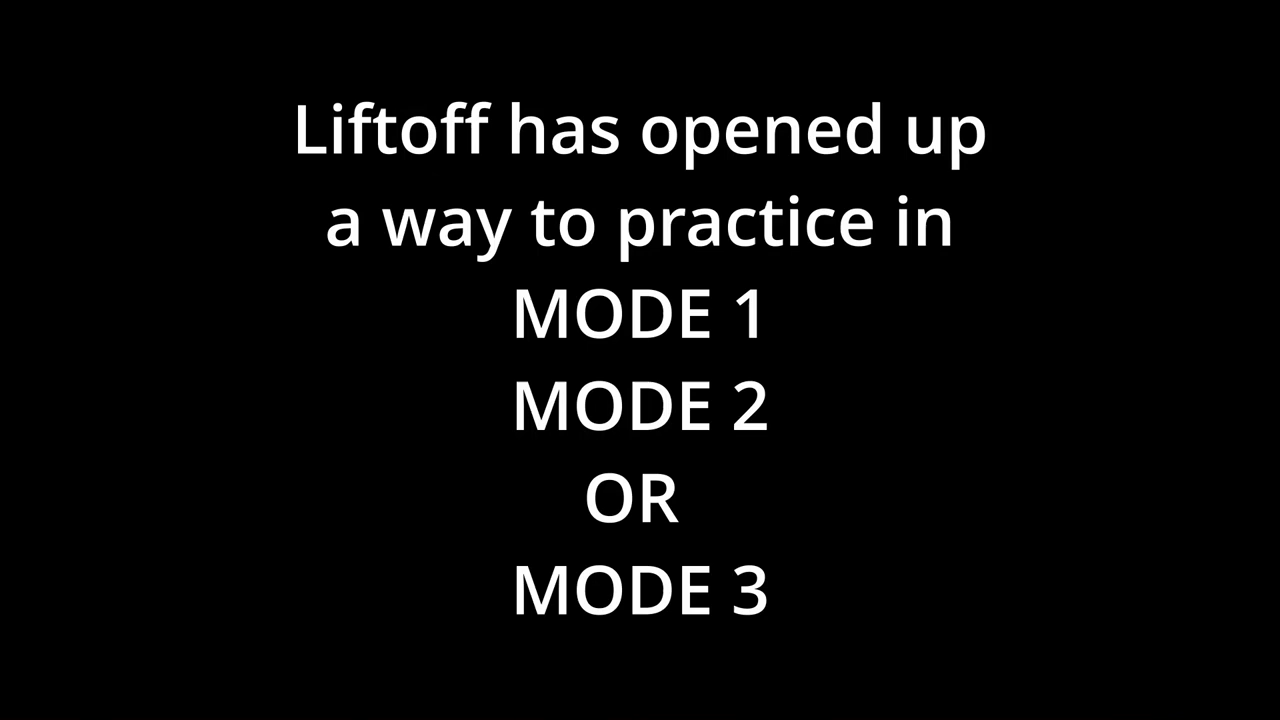 Liftoff has opened up
a way to practice in
MODE 1
MODE 2
OR
MODE 3